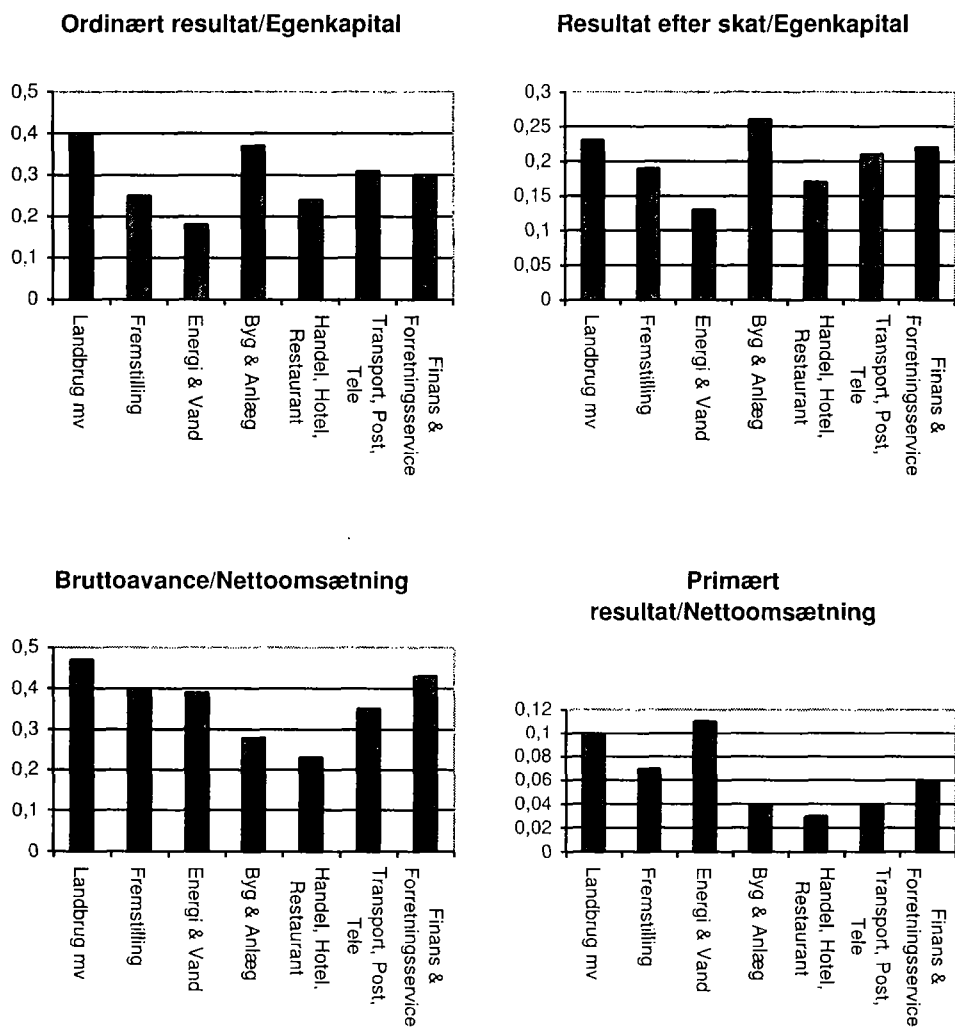 Ordinært resultat/Egenkapital
0,5
0,4
0,3
0,2
0,1
0
Landbrug mv
Fremstilling
Energi & Vand
Byg & Anlæg
Handel, Hotel,
Restaurant
Transport, Post,
Tele
Finans &
Forretningsservice
Resultat efter skat/Egenkapital
0,3
0,25
0,2
0,15
0,1
0,05
0
Landbrug mv
Fremstilling
Energi & Vand
Byg & Anlæg
Handel, Hotel,
Restaurant
Transport, Post,
Tele
Finans &
Forretningsservice
Bruttoavance/Nettoomsætning
0,5
0,4
0,3
0,2
0,1
0
Landbrug mv
Fremstilling
Energi & Vand
Byg & Anlæg
Handel, Hotel,
Restaurant
Transport, Post,
Tele
Finans &
Forretningsservice
Primært
resultat/Nettoomsætning
0,12
0,1
0,08
0,06
0,04
0,02
0
Landbrug mv
Fremstilling
Energi & Vand
Byg & Anlæg
Handel, Hotel,
Restaurant
Transport, Post,
Tele
Finans &
Forretningsservice